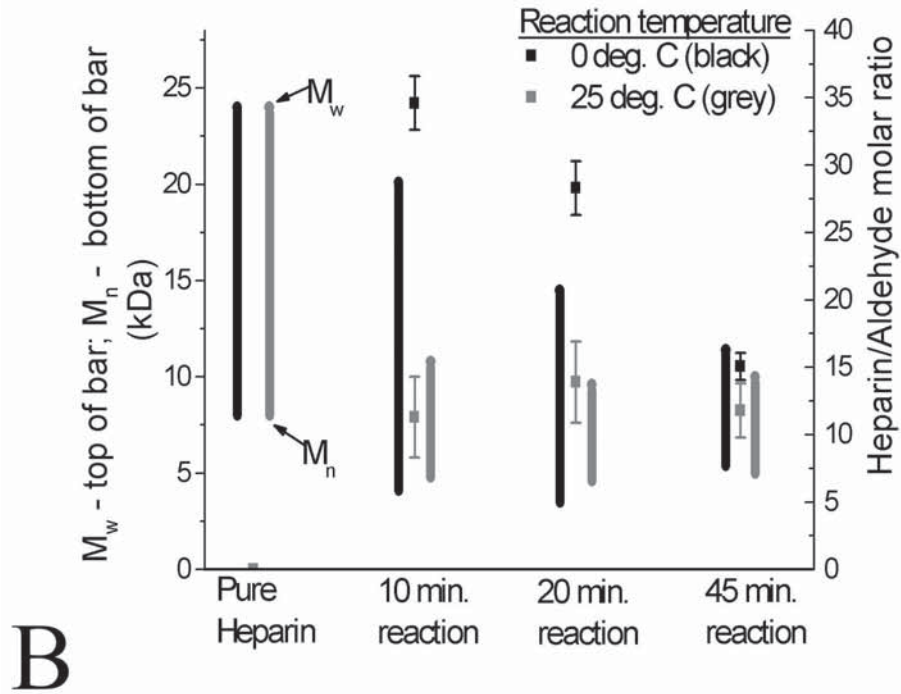 Reaction temperature
0 deg. C (black)
25 deg. C (grey)
M_w - top of bar; M_n - bottom of bar
(kDa)
25
20
15
10
5
0
M_w
M_n
40
35
30
25
20
15
10
5
0
Heparin/Aldehyde molar ratio
Pure
Heparin
10 min.
reaction
20 min.
reaction
45 min.
reaction
B